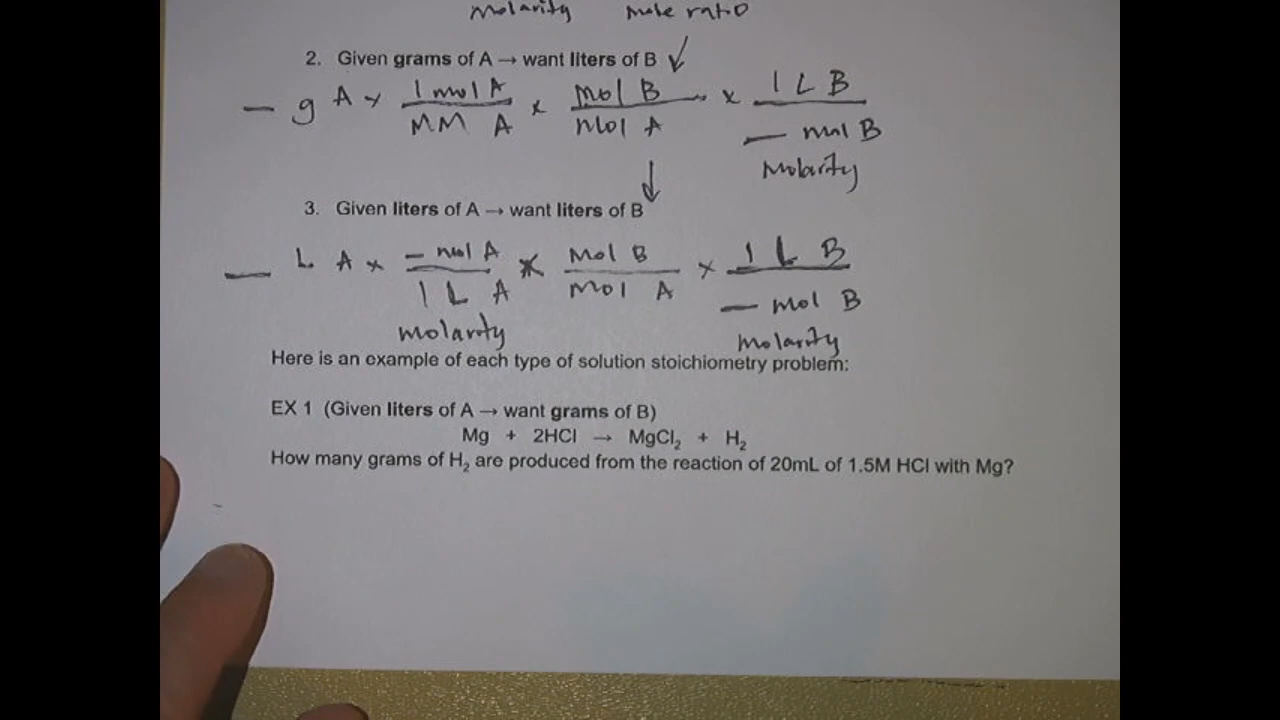 molarity mole ratio
2. Given grams of A → want liters of B ↙
— g A × 1 mol A / MM A × mol B / mol A × 1 L B / — mol B
Molarity
↓
3. Given liters of A → want liters of B
— L A × — mol A / 1 L A × mol B / mol A × 1 L B / — mol B
molarity molarity
Here is an example of each type of solution stoichiometry problem:
EX 1 (Given liters of A → want grams of B)
Mg + 2HCl → MgCl₂ + H₂
How many grams of H₂ are produced from the reaction of 20mL of 1.5M HCl with Mg?